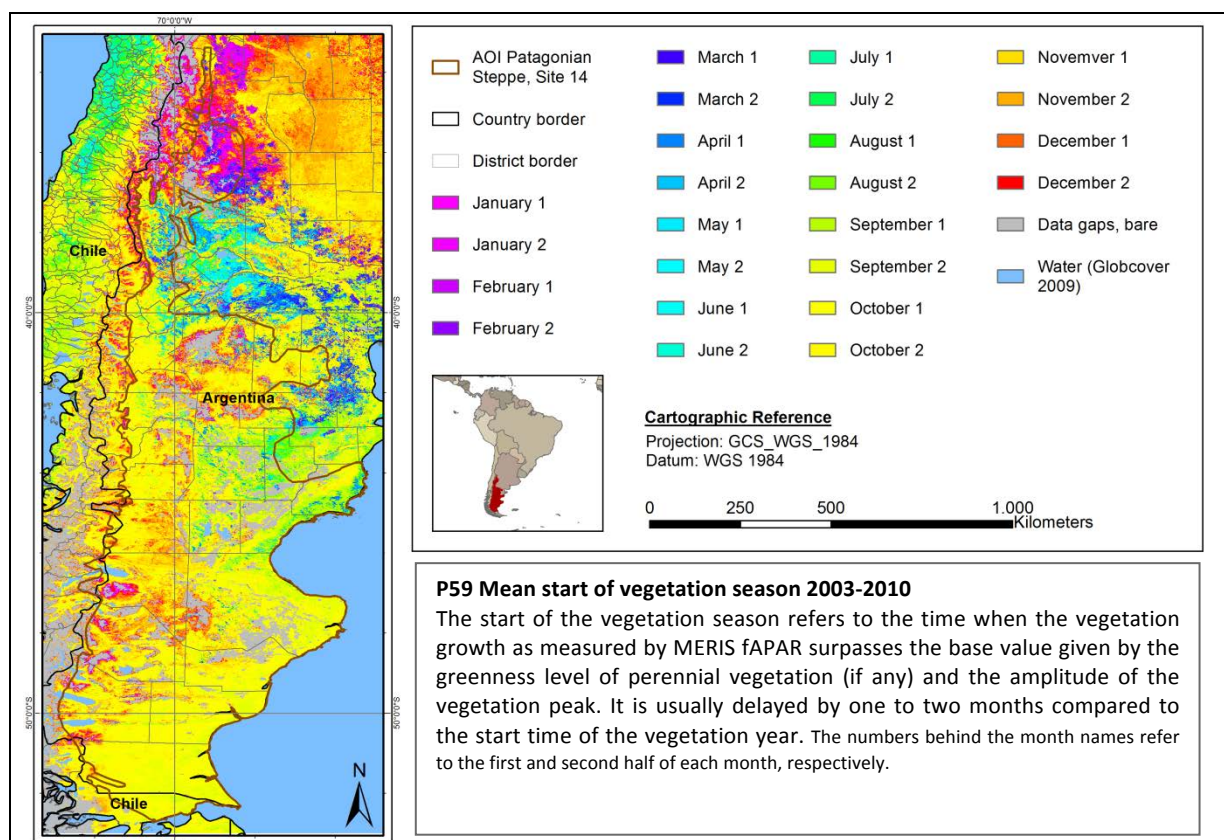 70°0'0"W
40°0'0"S
40°0'0"S
50°0'0"S
50°0'0"S
Chile
Argentina
Chile
N
70°0'0"W
AOI Patagonian
Steppe, Site 14
Country border
District border
January 1
January 2
February 1
February 2
March 1
March 2
April 1
April 2
May 1
May 2
June 1
June 2
July 1
July 2
August 1
August 2
September 1
September 2
October 1
October 2
Novemver 1
November 2
December 1
December 2
Data gaps, bare
Water (Globcover
2009)
Cartographic Reference
Projection: GCS_WGS_1984
Datum: WGS 1984
0 250 500 1.000
Kilometers
P59 Mean start of vegetation season 2003-2010
The start of the vegetation season refers to the time when the vegetation
growth as measured by MERIS fAPAR surpasses the base value given by the
greenness level of perennial vegetation (if any) and the amplitude of the
vegetation peak. It is usually delayed by one to two months compared to
the start time of the vegetation year. The numbers behind the month names refer
to the first and second half of each month, respectively.